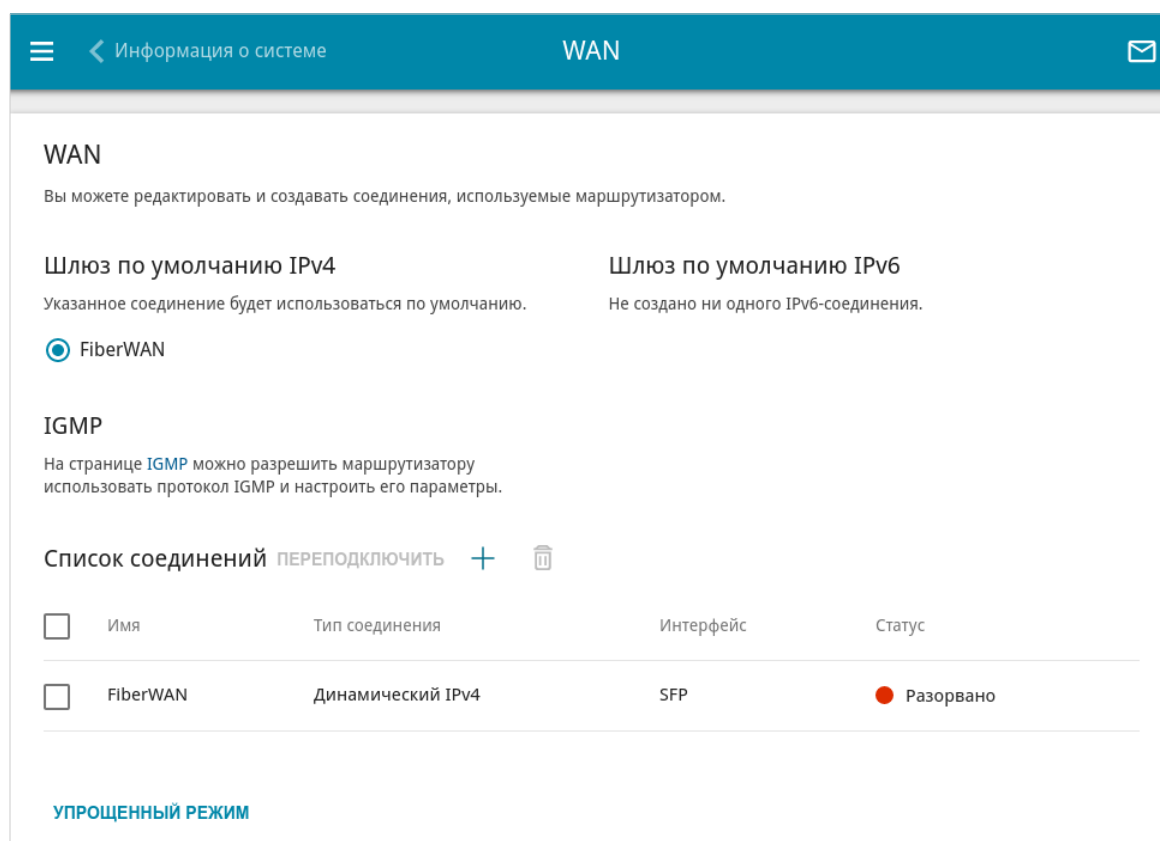 Информация о системе
WAN
WAN
Вы можете редактировать и создавать соединения, используемые маршрутизатором.
Шлюз по умолчанию IPv4
Указанное соединение будет использоваться по умолчанию.
FiberWAN
Шлюз по умолчанию IPv6
Не создано ни одного IPv6-соединения.
IGMP
На странице IGMP можно разрешить маршрутизатору
использовать протокол IGMP и настроить его параметры.
Список соединений ПЕРЕПОДКЛЮЧИТЬ
Имя Тип соединения Интерфейс Статус
FiberWAN Динамический IPv4 SFP Разорвано
УПРОЩЕННЫЙ РЕЖИМ